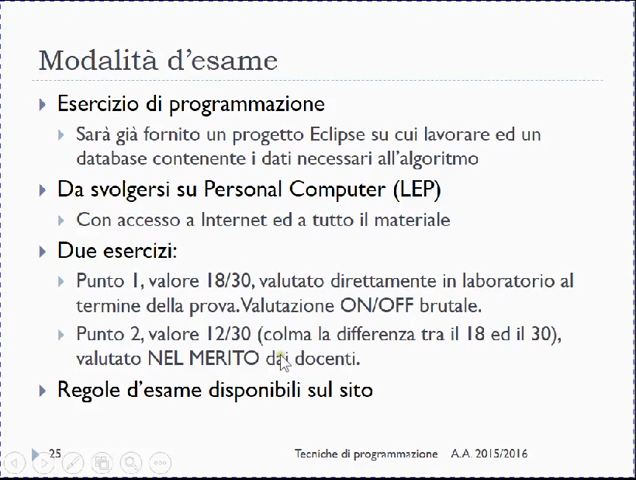 Modalità d'esame
Esercizio di programmazione
Sarà già fornito un progetto Eclipse su cui lavorare ed un
database contenente i dati necessari all'algoritmo
Da svolgersi su Personal Computer (LEP)
Con accesso a Internet ed a tutto il materiale
Due esercizi:
Punto 1, valore 18/30, valutato direttamente in laboratorio al
termine della prova. Valutazione ON/OFF brutale.
Punto 2, valore 12/30 (colma la differenza tra il 18 ed il 30),
valutato NEL MERITO dai docenti.
Regole d'esame disponibili sul sito
25
Tecniche di programmazione A.A. 2015/2016